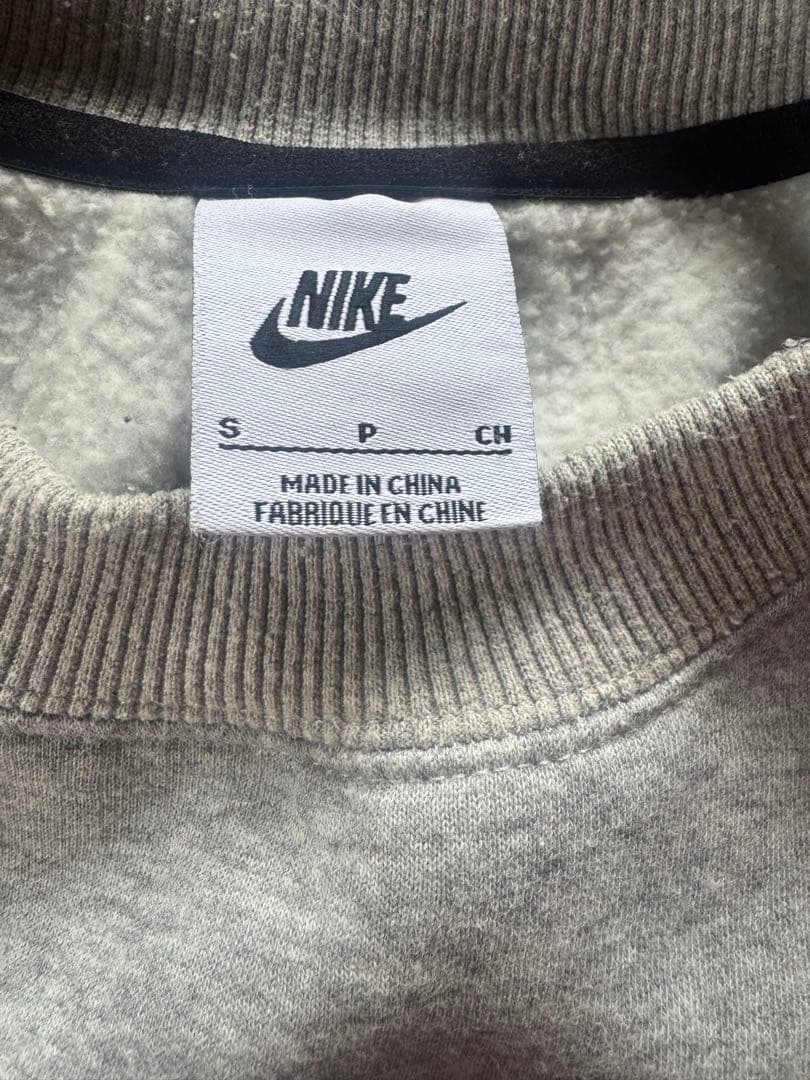 NIKE
S P CH
MADE IN CHINA
FABRIQUE EN CHINE